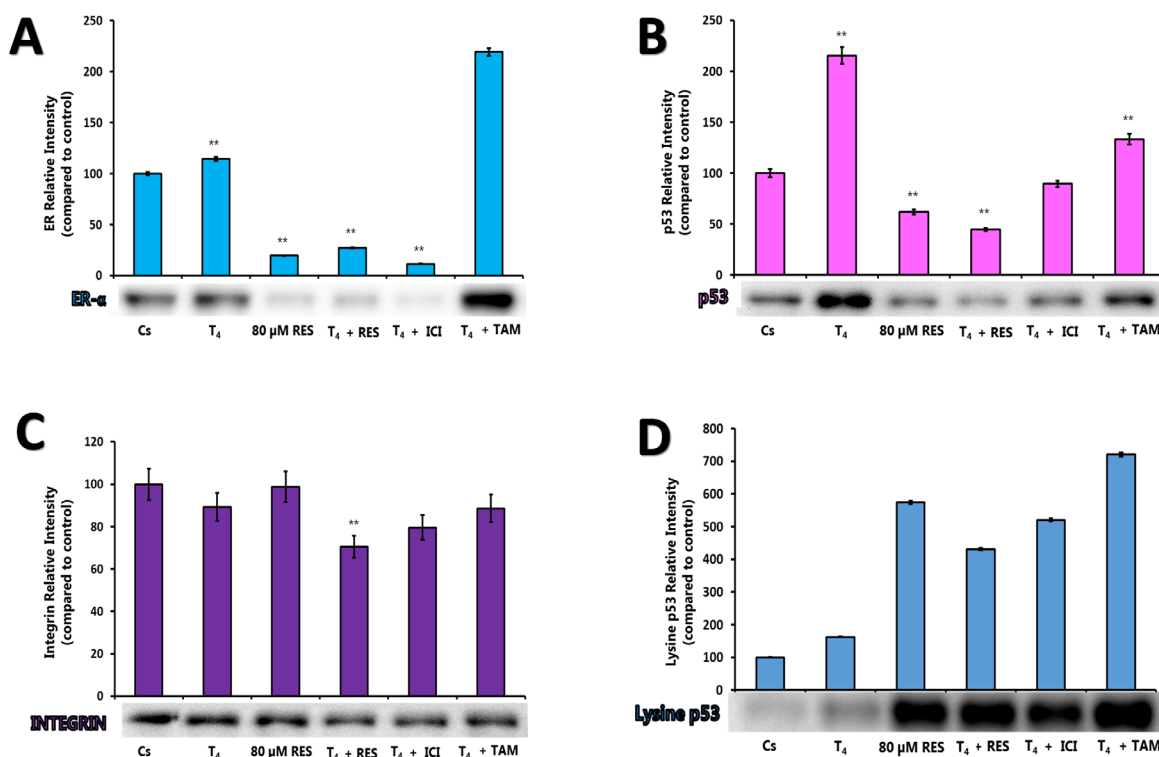 A
ER Relative Intensity
(compared to control)
250
200
150
100
50
0
**
**
**
**
ER-α
Cs
T₄
80 µM RES
T₄ + RES
T₄ + ICI
T₄ + TAM
B
p53 Relative Intensity
(compared to control)
250
200
150
100
50
0
**
**
**
**
p53
Cs
T₄
80 µM RES
T₄ + RES
T₄ + ICI
T₄ + TAM
C
Integrin Relative Intensity
(compared to control)
120
100
80
60
40
20
0
**
INTEGRIN
Cs
T₄
80 µM RES
T₄ + RES
T₄ + ICI
T₄ + TAM
D
Lysine p53 Relative Intensity
(compared to control)
800
700
600
500
400
300
200
100
0
Lysine p53
Cs
T₄
80 µM RES
T₄ + RES
T₄ + ICI
T₄ + TAM